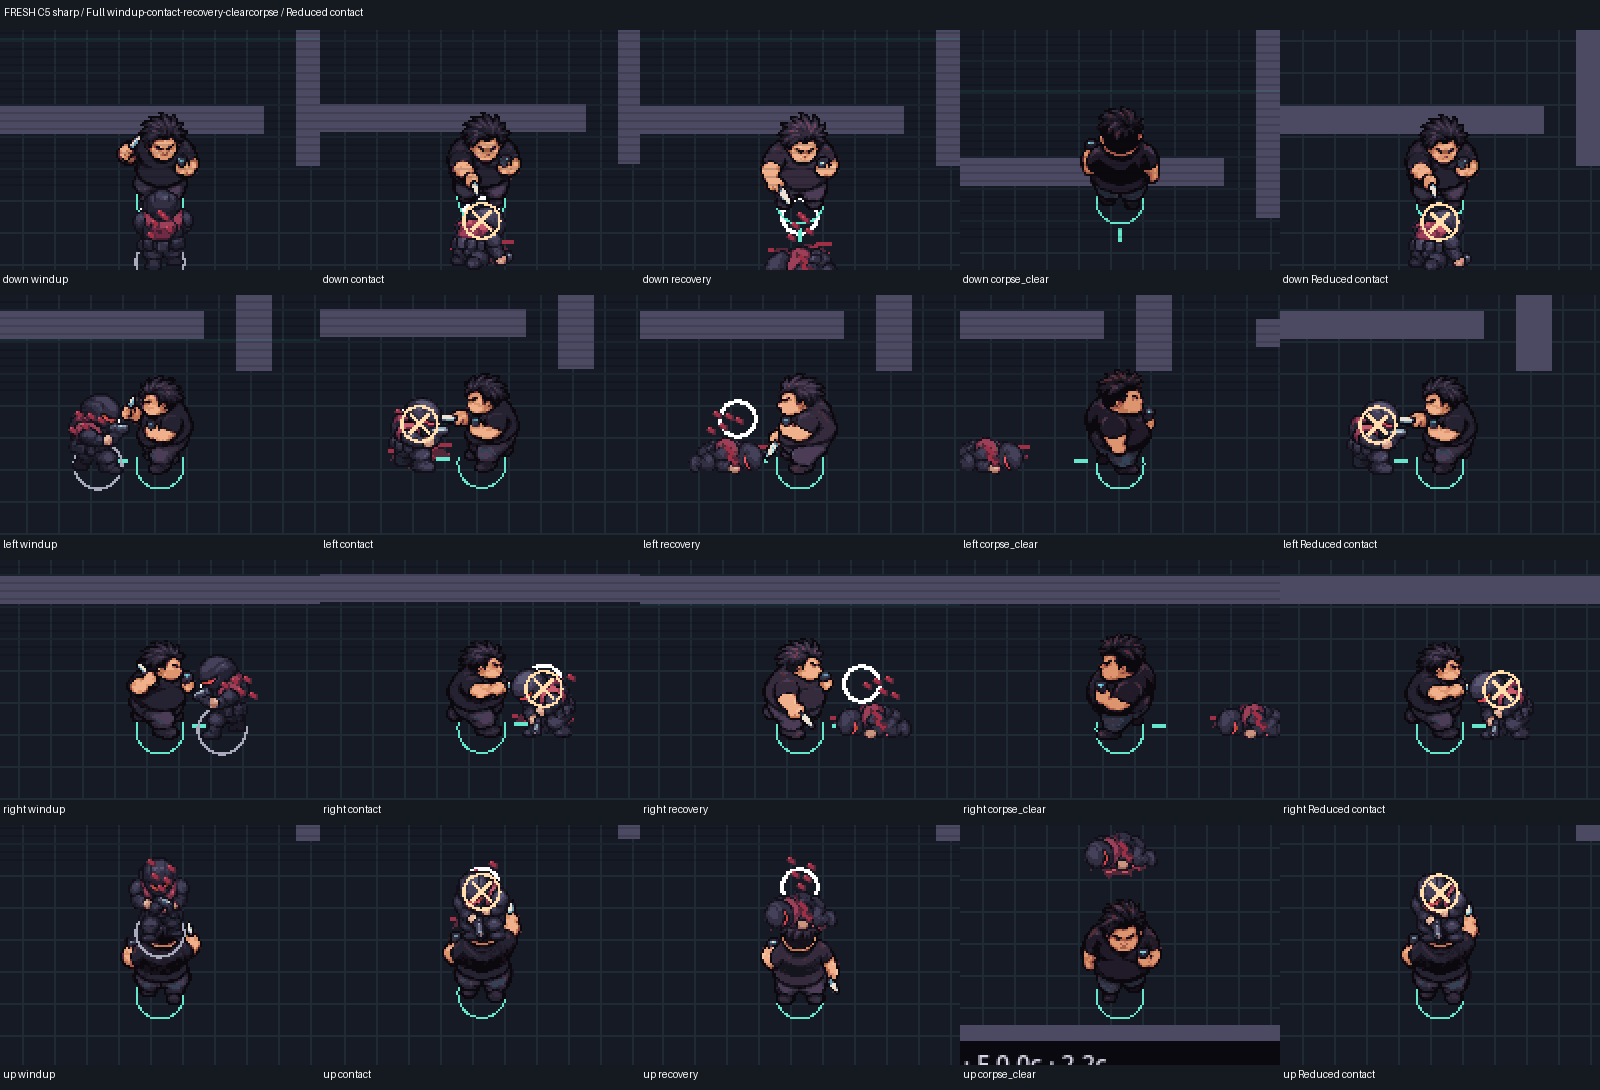 FRESH C5 sharp / Full windup-contact-recovery-clearcorpse / Reduced contact
down windup
down contact
down recovery
down corpse_clear
down Reduced contact
left windup
left contact
left recovery
left corpse_clear
left Reduced contact
right windup
right contact
right recovery
right corpse_clear
right Reduced contact
up windup
up contact
up recovery
up corpse_clear
up Reduced contact